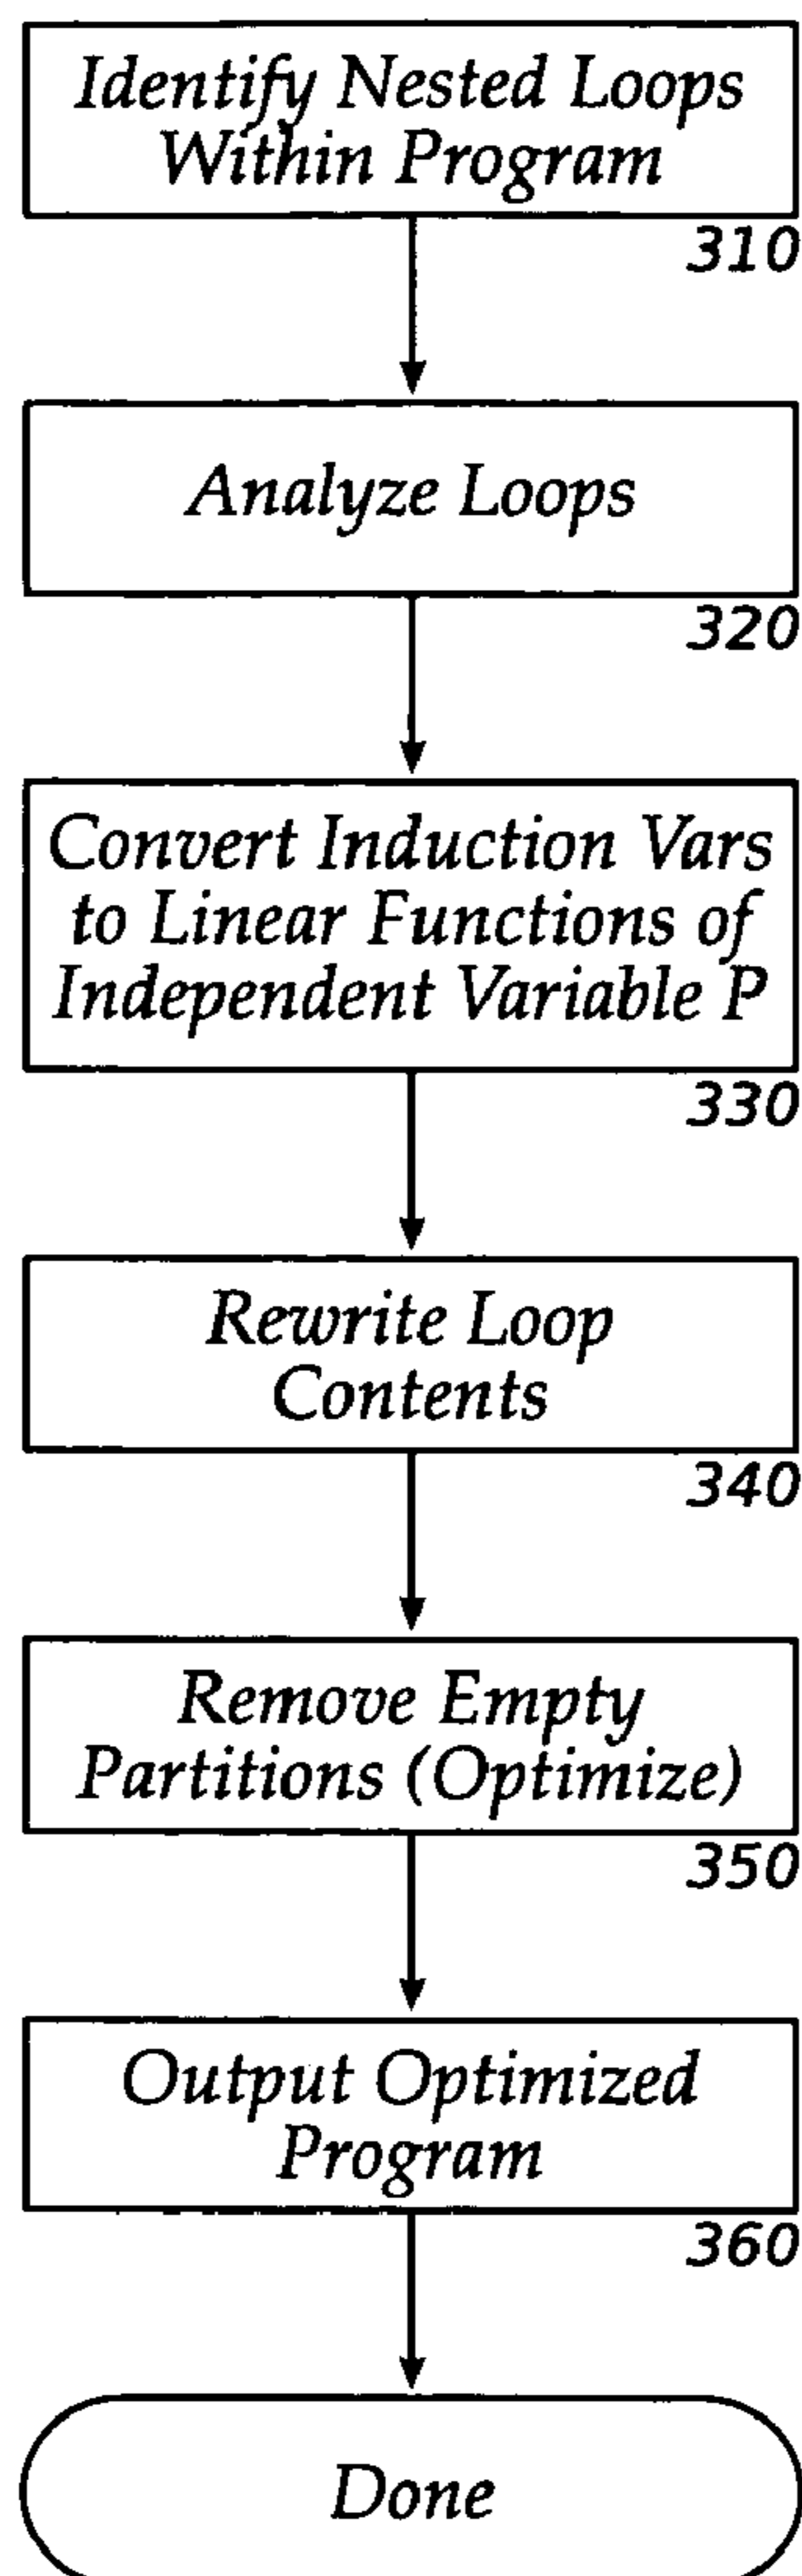 Identify Nested Loops
Within Program
310
Analyze Loops
320
Convert Induction Vars
to Linear Functions of
Independent Variable P
330
Rewrite Loop
Contents
340
Remove Empty
Partitions (Optimize)
350
Output Optimized
Program
360
Done